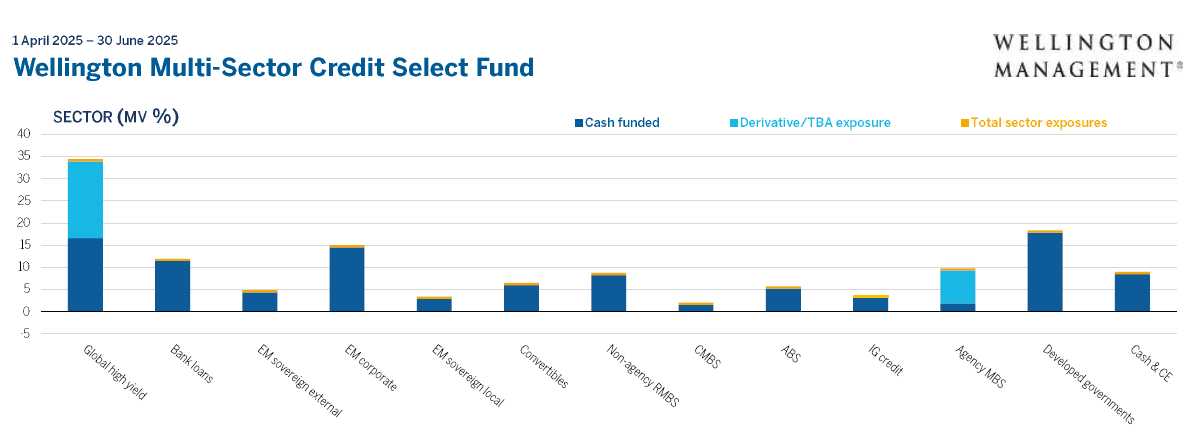 1 April 2025 – 30 June 2025
Wellington Multi-Sector Credit Select Fund
WELLINGTON
MANAGEMENT®
SECTOR (MV %)
Cash funded
Derivative/TBA exposure
Total sector exposures
40
35
30
25
20
15
10
5
0
-5
Global high yield
Bank loans
EM sovereign external
EM corporate
EM sovereign local
Convertibles
Non-agency RMBS
CMBS
ABS
IG credit
Agency MBS
Developed governments
Cash & CE